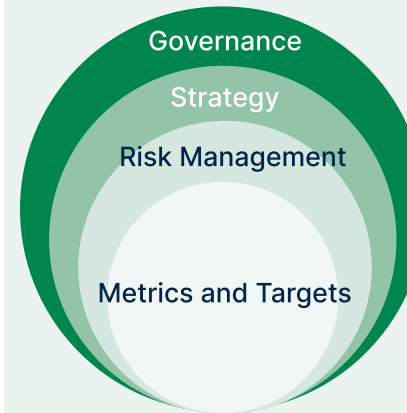 Governance
Strategy
Risk Management
Metrics and Targets